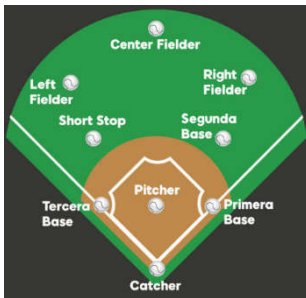 Center Fielder
Left
Fielder
Right
Fielder
Short Stop
Segunda
Base
Tercera
Base
Pitcher
Primera
Base
Catcher